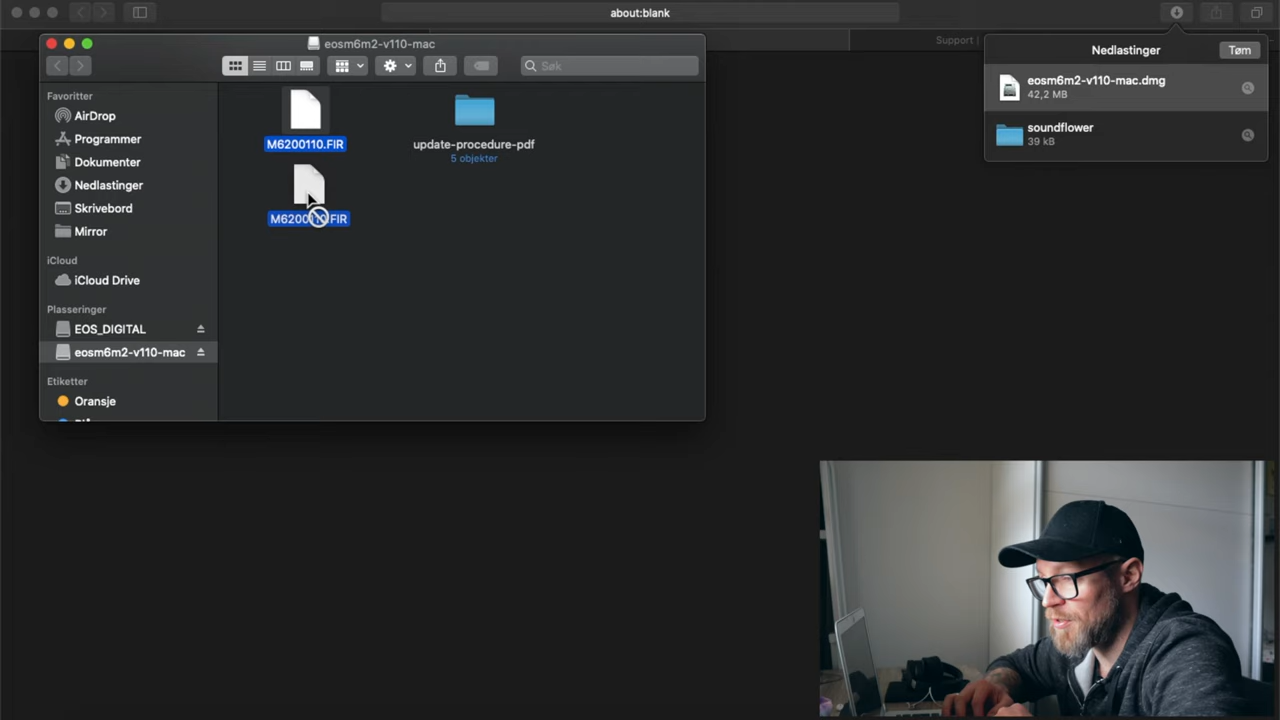 about:blank
Support |
eosm6m2-v110-mac
Søk
Favoritter
AirDrop
Programmer
Dokumenter
Nedlastinger
Skrivebord
Mirror
iCloud
iCloud Drive
Plasseringer
EOS_DIGITAL
eosm6m2-v110-mac
Etiketter
Oransje
M6200110.FIR
update-procedure-pdf
5 objekter
M6200110.FIR
Nedlastinger
Tøm
eosm6m2-v110-mac.dmg
42,2 MB
soundflower
39 kB